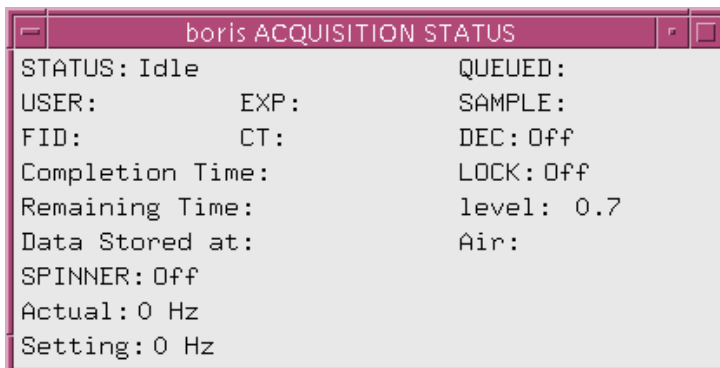 boris ACQUISITION STATUS
STATUS: Idle QUEUED:
USER: EXP: SAMPLE:
FID: CT: DEC: Off
Completion Time: LOCK: Off
Remaining Time: level: 0.7
Data Stored at: Air:
SPINNER: Off
Actual: 0 Hz
Setting: 0 Hz